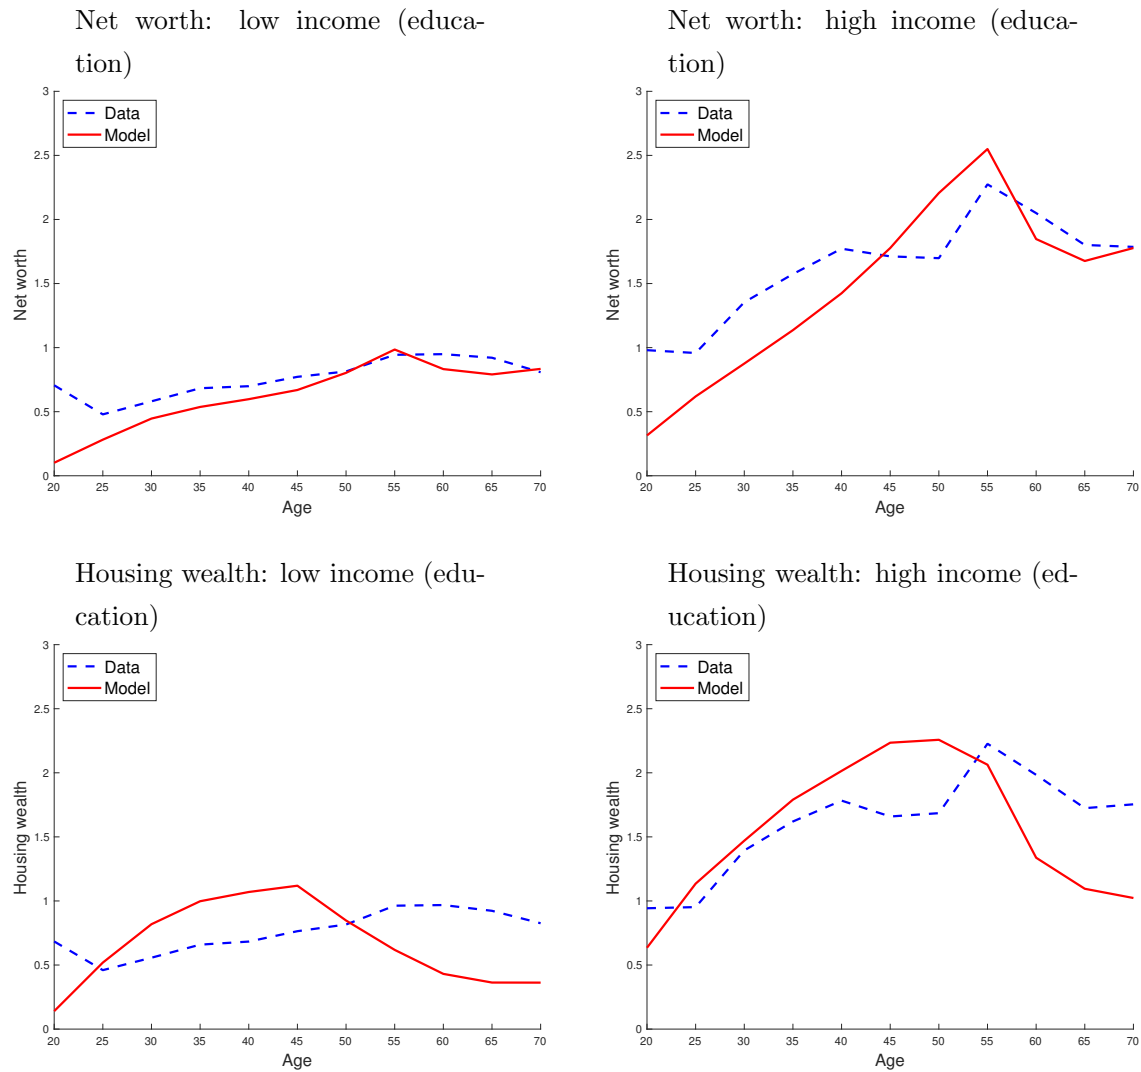 Net worth: low income (educa-
tion)
3
2.5
2
1.5
1
0.5
0
Net worth
Data
Model
20 25 30 35 40 45 50 55 60 65 70
Age
Net worth: high income (educa-
tion)
3
2.5
2
1.5
1
0.5
0
Net worth
Data
Model
20 25 30 35 40 45 50 55 60 65 70
Age
Housing wealth: low income (edu-
cation)
3
2.5
2
1.5
1
0.5
0
Housing wealth
Data
Model
20 25 30 35 40 45 50 55 60 65 70
Age
Housing wealth: high income (ed-
ucation)
3
2.5
2
1.5
1
0.5
0
Housing wealth
Data
Model
20 25 30 35 40 45 50 55 60 65 70
Age